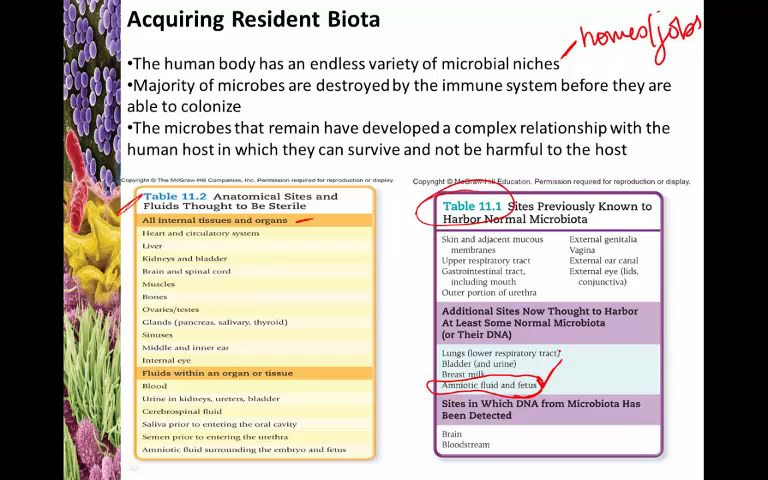 Acquiring Resident Biota
homes/jobs
•The human body has an endless variety of microbial niches
•Majority of microbes are destroyed by the immune system before they are
able to colonize
•The microbes that remain have developed a complex relationship with the
human host in which they can survive and not be harmful to the host
Copyright © The McGraw-Hill Companies, Inc. Permission required for reproduction or display.
Table 11.2 Anatomical Sites and
Fluids Thought to Be Sterile
All internal tissues and organs
Heart and circulatory system
Liver
Kidneys and bladder
Brain and spinal cord
Muscles
Bones
Ovaries/testes
Glands (pancreas, salivary, thyroid)
Sinuses
Middle and inner ear
Internal eye
Fluids within an organ or tissue
Blood
Urine in kidneys, ureters, bladder
Cerebrospinal fluid
Saliva prior to entering the oral cavity
Semen prior to entering the urethra
Amniotic fluid surrounding the embryo and fetus
Copyright © McGraw-Hill Education. Permission required for reproduction or display.
Table 11.1 Sites Previously Known to
Harbor Normal Microbiota
Skin and adjacent mucous
membranes
Upper respiratory tract
Gastrointestinal tract,
including mouth
Outer portion of urethra
External genitalia
Vagina
External ear canal
External eye (lids,
conjunctiva)
Additional Sites Now Thought to Harbor
At Least Some Normal Microbiota
(or Their DNA)
Lungs (lower respiratory tract)
Bladder (and urine)
Breast milk
Amniotic fluid and fetus
Sites in Which DNA from Microbiota Has
Been Detected
Brain
Bloodstream